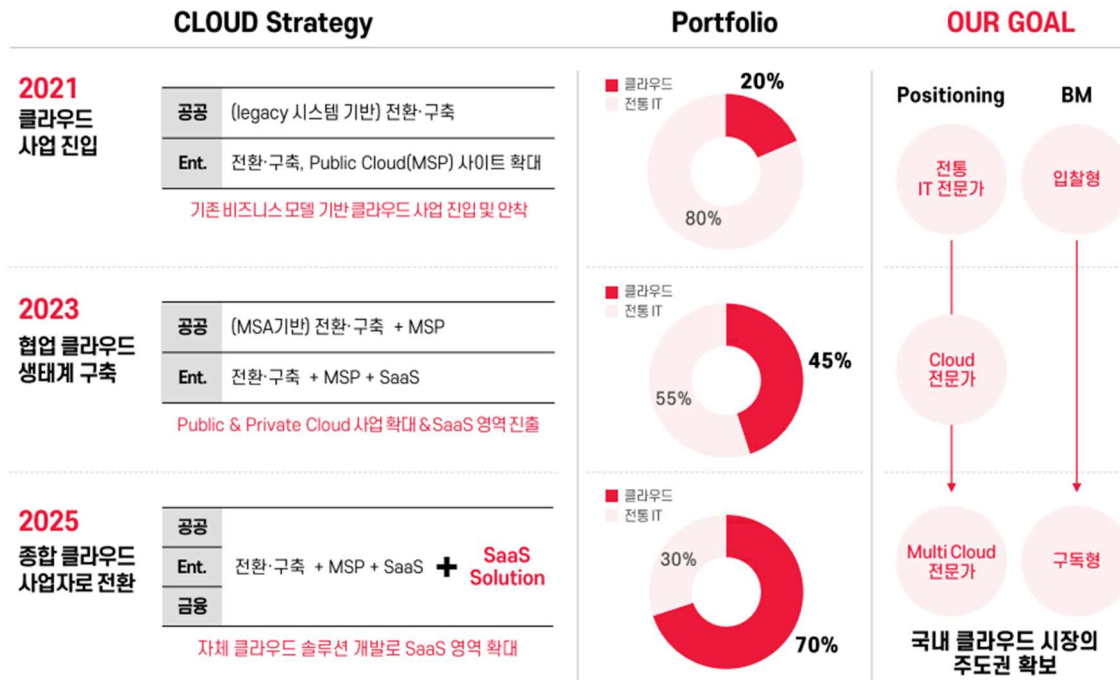 CLOUD Strategy
Portfolio
OUR GOAL
2021
클라우드
사업 진입
공공 (legacy 시스템 기반) 전환·구축
Ent. 전환·구축, Public Cloud(MSP) 사이트 확대
기존 비즈니스 모델 기반 클라우드 사업 진입 및 안착
클라우드
전통 IT
20%
80%
Positioning
BM
전통
IT 전문가
입찰형
2023
협업 클라우드
생태계 구축
공공 (MSA기반) 전환·구축 + MSP
Ent. 전환·구축 + MSP + SaaS
Public & Private Cloud 사업 확대 & SaaS 영역 진출
클라우드
전통 IT
45%
55%
Cloud
전문가
2025
종합 클라우드
사업자로 전환
공공
Ent.
금융
전환·구축 + MSP + SaaS + SaaS
Solution
자체 클라우드 솔루션 개발로 SaaS 영역 확대
클라우드
전통 IT
30%
70%
Multi Cloud
전문가
구독형
국내 클라우드 시장의
주도권 확보